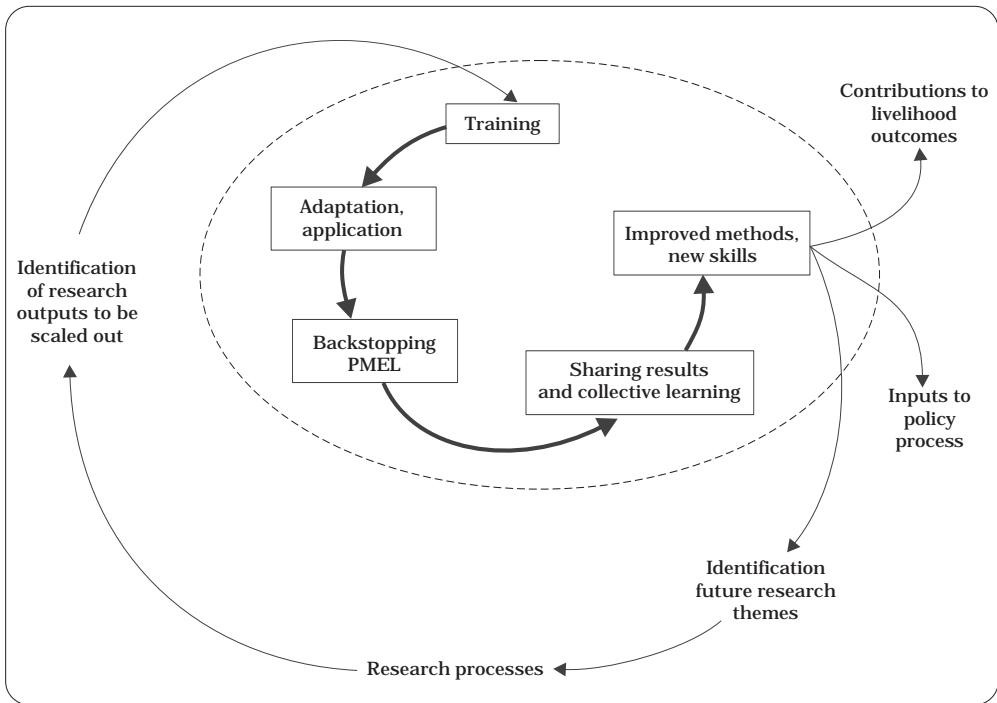 Training
Adaptation,
application
Backstopping
PMEL
Sharing results
and collective learning
Improved methods,
new skills
Contributions to
livelihood
outcomes
Inputs to
policy
process
Identification
future research
themes
Research processes
Identification
of research
outputs to be
scaled out